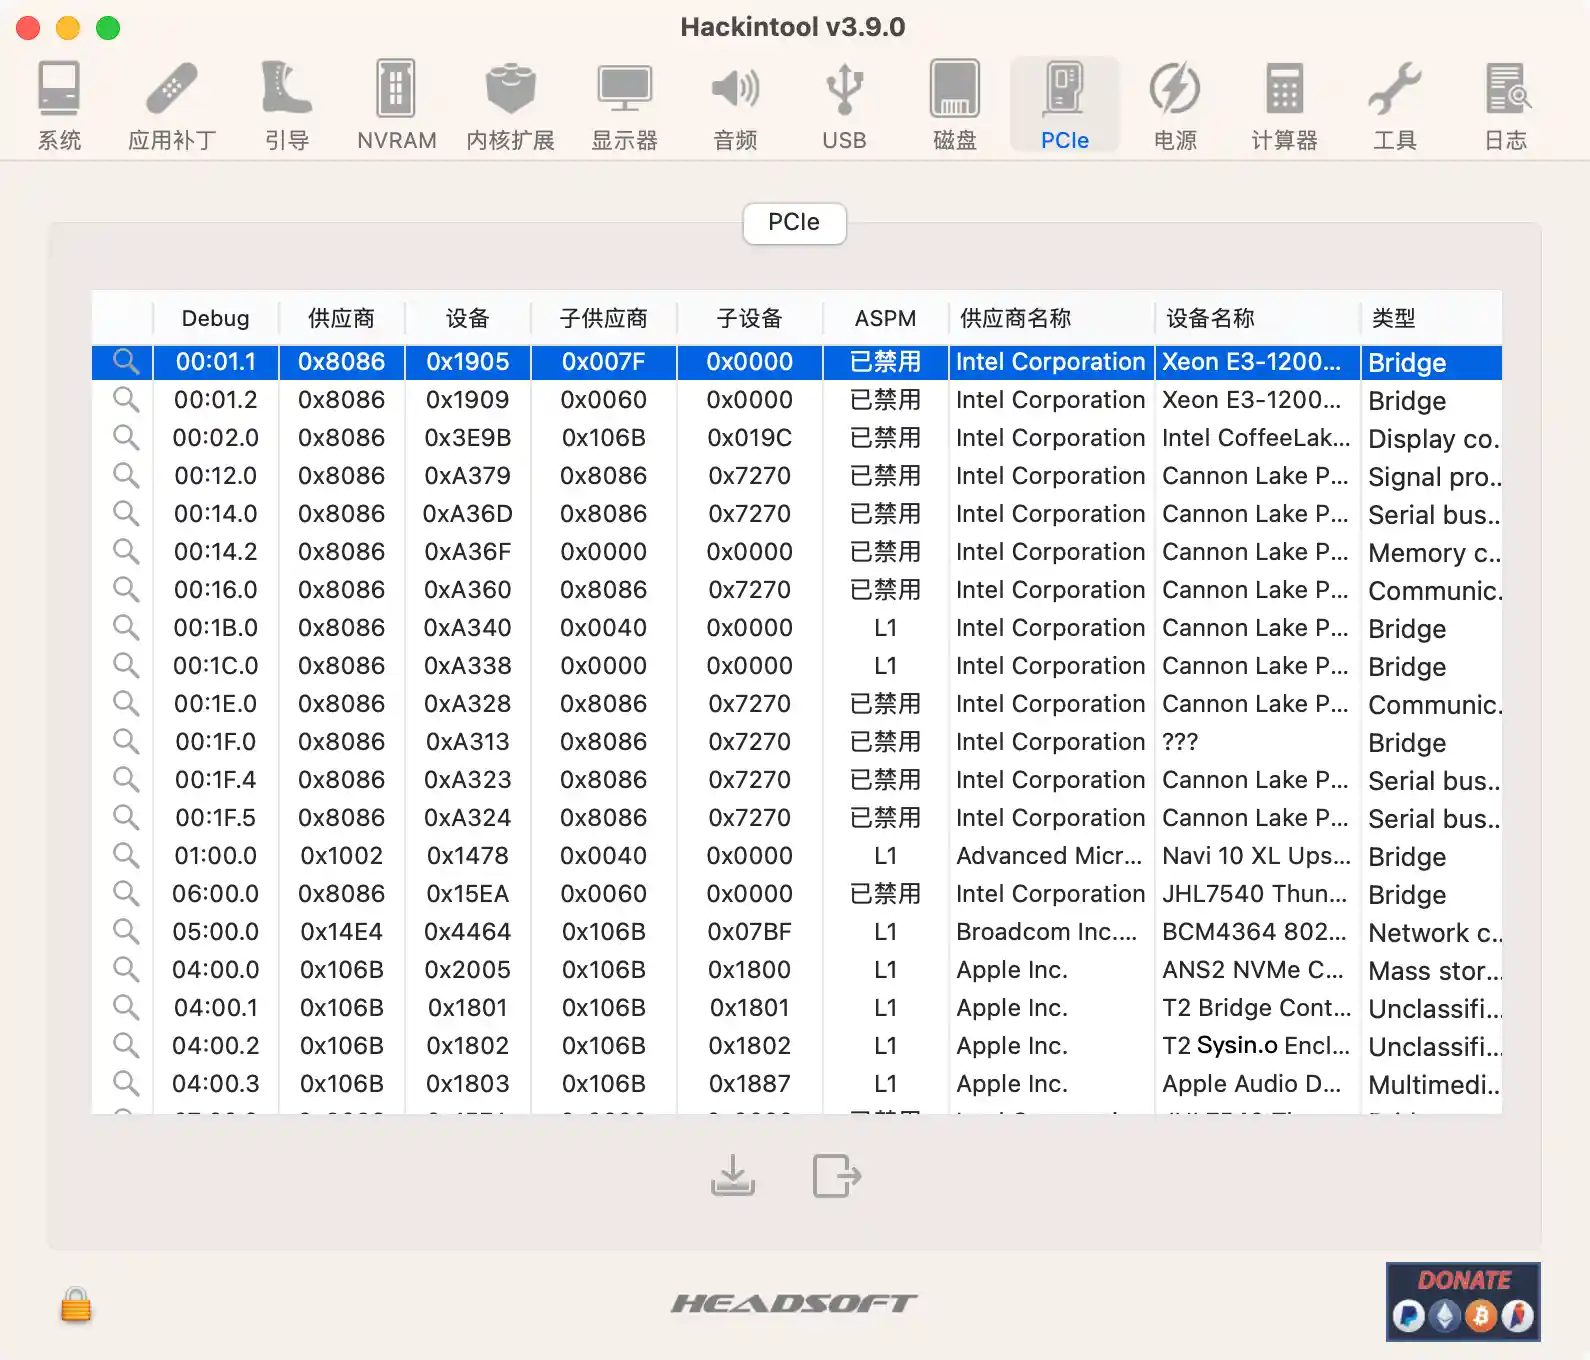 Hackintool v3.9.0
系统 应用补丁 引导 NVRAM 内核扩展 显示器 音频 USB 磁盘 PCIe 电源 计算器 工具 日志
PCIe
Debug 供应商 设备 子供应商 子设备 ASPM 供应商名称 设备名称 类型
00:01.1 0x8086 0x1905 0x007F 0x0000 已禁用 Intel Corporation Xeon E3-1200... Bridge
00:01.2 0x8086 0x1909 0x0060 0x0000 已禁用 Intel Corporation Xeon E3-1200... Bridge
00:02.0 0x8086 0x3E9B 0x106B 0x019C 已禁用 Intel Corporation Intel CoffeeLak... Display co...
00:12.0 0x8086 0xA379 0x8086 0x7270 已禁用 Intel Corporation Cannon Lake P... Signal pro...
00:14.0 0x8086 0xA36D 0x8086 0x7270 已禁用 Intel Corporation Cannon Lake P... Serial bus...
00:14.2 0x8086 0xA36F 0x0000 0x0000 已禁用 Intel Corporation Cannon Lake P... Memory c...
00:16.0 0x8086 0xA360 0x8086 0x7270 已禁用 Intel Corporation Cannon Lake P... Communic...
00:1B.0 0x8086 0xA340 0x0040 0x0000 L1 Intel Corporation Cannon Lake P... Bridge
00:1C.0 0x8086 0xA338 0x0000 0x0000 L1 Intel Corporation Cannon Lake P... Bridge
00:1E.0 0x8086 0xA328 0x8086 0x7270 已禁用 Intel Corporation Cannon Lake P... Communic...
00:1F.0 0x8086 0xA313 0x8086 0x7270 已禁用 Intel Corporation ??? Bridge
00:1F.4 0x8086 0xA323 0x8086 0x7270 已禁用 Intel Corporation Cannon Lake P... Serial bus...
00:1F.5 0x8086 0xA324 0x8086 0x7270 已禁用 Intel Corporation Cannon Lake P... Serial bus...
01:00.0 0x1002 0x1478 0x0040 0x0000 L1 Advanced Micr... Navi 10 XL Ups... Bridge
06:00.0 0x8086 0x15EA 0x0060 0x0000 已禁用 Intel Corporation JHL7540 Thun... Bridge
05:00.0 0x14E4 0x4464 0x106B 0x07BF L1 Broadcom Inc.... BCM4364 802... Network c...
04:00.0 0x106B 0x2005 0x106B 0x1800 L1 Apple Inc. ANS2 NVMe C... Mass stor...
04:00.1 0x106B 0x1801 0x106B 0x1801 L1 Apple Inc. T2 Bridge Cont... Unclassifi...
04:00.2 0x106B 0x1802 0x106B 0x1802 L1 Apple Inc. T2 Sysin.o Encl... Unclassifi...
04:00.3 0x106B 0x1803 0x106B 0x1887 L1 Apple Inc. Apple Audio D... Multimedi...
HEADSOFT
DONATE